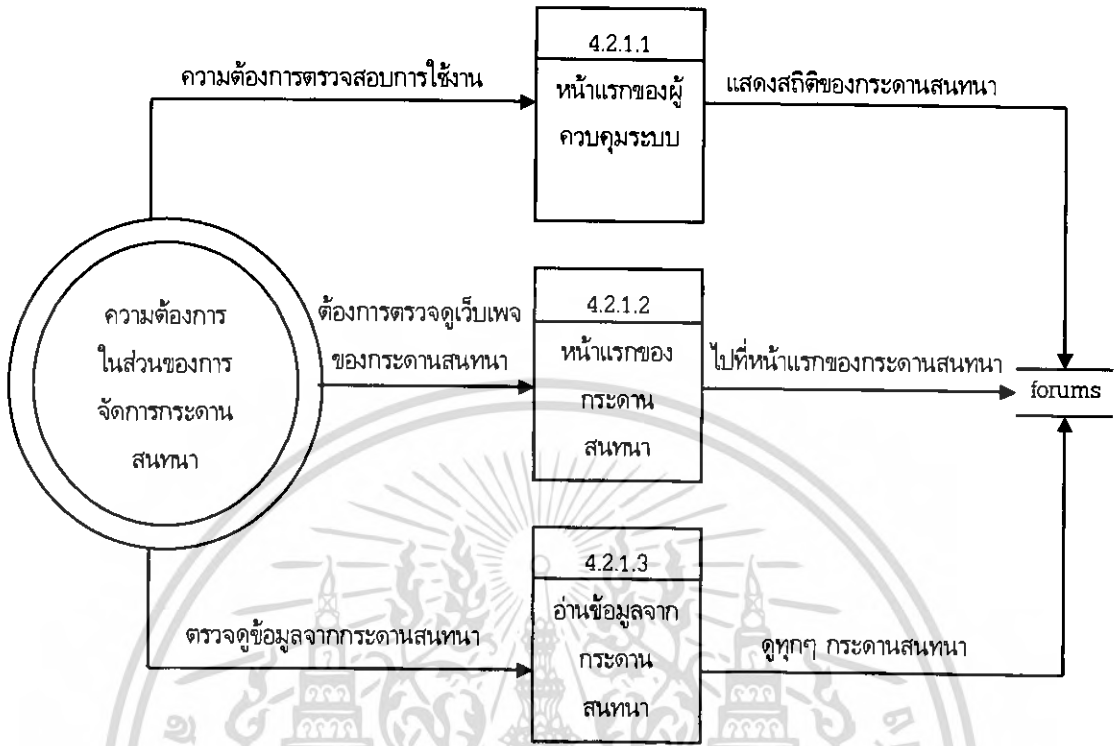 4.2.1.1
ความต้องการตรวจสอบการใช้งาน
หน้าแรกของผู้
ควบคุมระบบ
แสดงสถิติของกระดานสนทนา
ความต้องการ
ในส่วนของการ
จัดการกระดาน
สนทนา
ต้องการตรวจดูเว็บเพจ
ของกระดานสนทนา
4.2.1.2
หน้าแรกของ
กระดาน
สนทนา
ไปที่หน้าแรกของกระดานสนทนา
forums
4.2.1.3
ตรวจดูข้อมูลจากกระดานสนทนา
อ่านข้อมูลจาก
กระดาน
สนทนา
ดูทุกๆ กระดานสนทนา